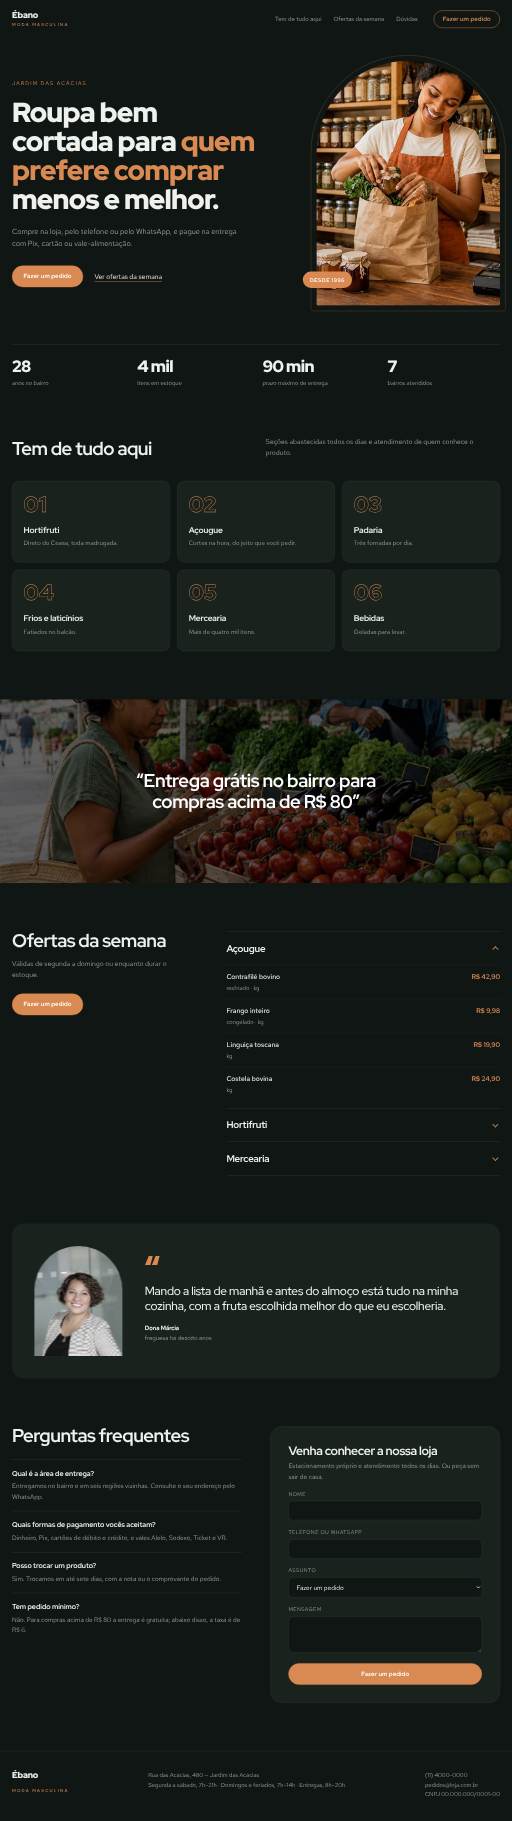 Ébano
MODA MASCULINA
Tem de tudo aqui
Ofertas da semana
Dúvidas
Fazer um pedido
JARDIM DAS ACÁCIAS
Roupa bem
cortada para quem
prefere comprar
menos e melhor.
Compre na loja, pelo telefone ou pelo WhatsApp, e pague na entrega
com Pix, cartão ou vale-alimentação.
Fazer um pedido
Ver ofertas da semana
DESDE 1996
28
anos no bairro
4 mil
itens em estoque
90 min
prazo máximo de entrega
7
bairros atendidos
Tem de tudo aqui
Seções abastecidas todos os dias e atendimento de quem conhece o
produto.
01
Hortifruti
Direto do Ceasa, toda madrugada.
02
Açougue
Cortes na hora, do jeito que você pedir.
03
Padaria
Três fornadas por dia.
04
Frios e laticínios
Fatiados no balcão.
05
Mercearia
Mais de quatro mil itens.
06
Bebidas
Geladas para levar.
“Entrega grátis no bairro para
compras acima de R$ 80”
Ofertas da semana
Válidas de segunda a domingo ou enquanto durar o
estoque.
Fazer um pedido
Açougue
Contrafilé bovino
resfriado · kg
R$ 42,90
Frango inteiro
congelado · kg
R$ 9,98
Linguiça toscana
kg
R$ 19,90
Costela bovina
kg
R$ 24,90
Hortifruti
Mercearia
Mando a lista de manhã e antes do almoço está tudo na minha
cozinha, com a fruta escolhida melhor do que eu escolheria.
Dona Márcia
freguesa há dezoito anos
Perguntas frequentes
Qual é a área de entrega?
Entregamos no bairro e em seis regiões vizinhas. Consulte o seu endereço pelo
WhatsApp.
Quais formas de pagamento vocês aceitam?
Dinheiro, Pix, cartões de débito e crédito, e vales Alelo, Sodexo, Ticket e VR.
Posso trocar um produto?
Sim. Trocamos em até sete dias, com a nota ou o comprovante do pedido.
Tem pedido mínimo?
Não. Para compras acima de R$ 80 a entrega é gratuita; abaixo disso, a taxa é de
R$ 6.
Venha conhecer a nossa loja
Estacionamento próprio e atendimento todos os dias. Ou peça sem
sair de casa.
NOME
TELEFONE OU WHATSAPP
ASSUNTO
Fazer um pedido
MENSAGEM
Fazer um pedido
Ébano
MODA MASCULINA
Rua das Acácias, 480 — Jardim das Acácias
Segunda a sábado, 7h–21h · Domingos e feriados, 7h–14h · Entregas, 8h–20h
(11) 4000-0000
pedidos@loja.com.br
CNPJ 00.000.000/0001-00